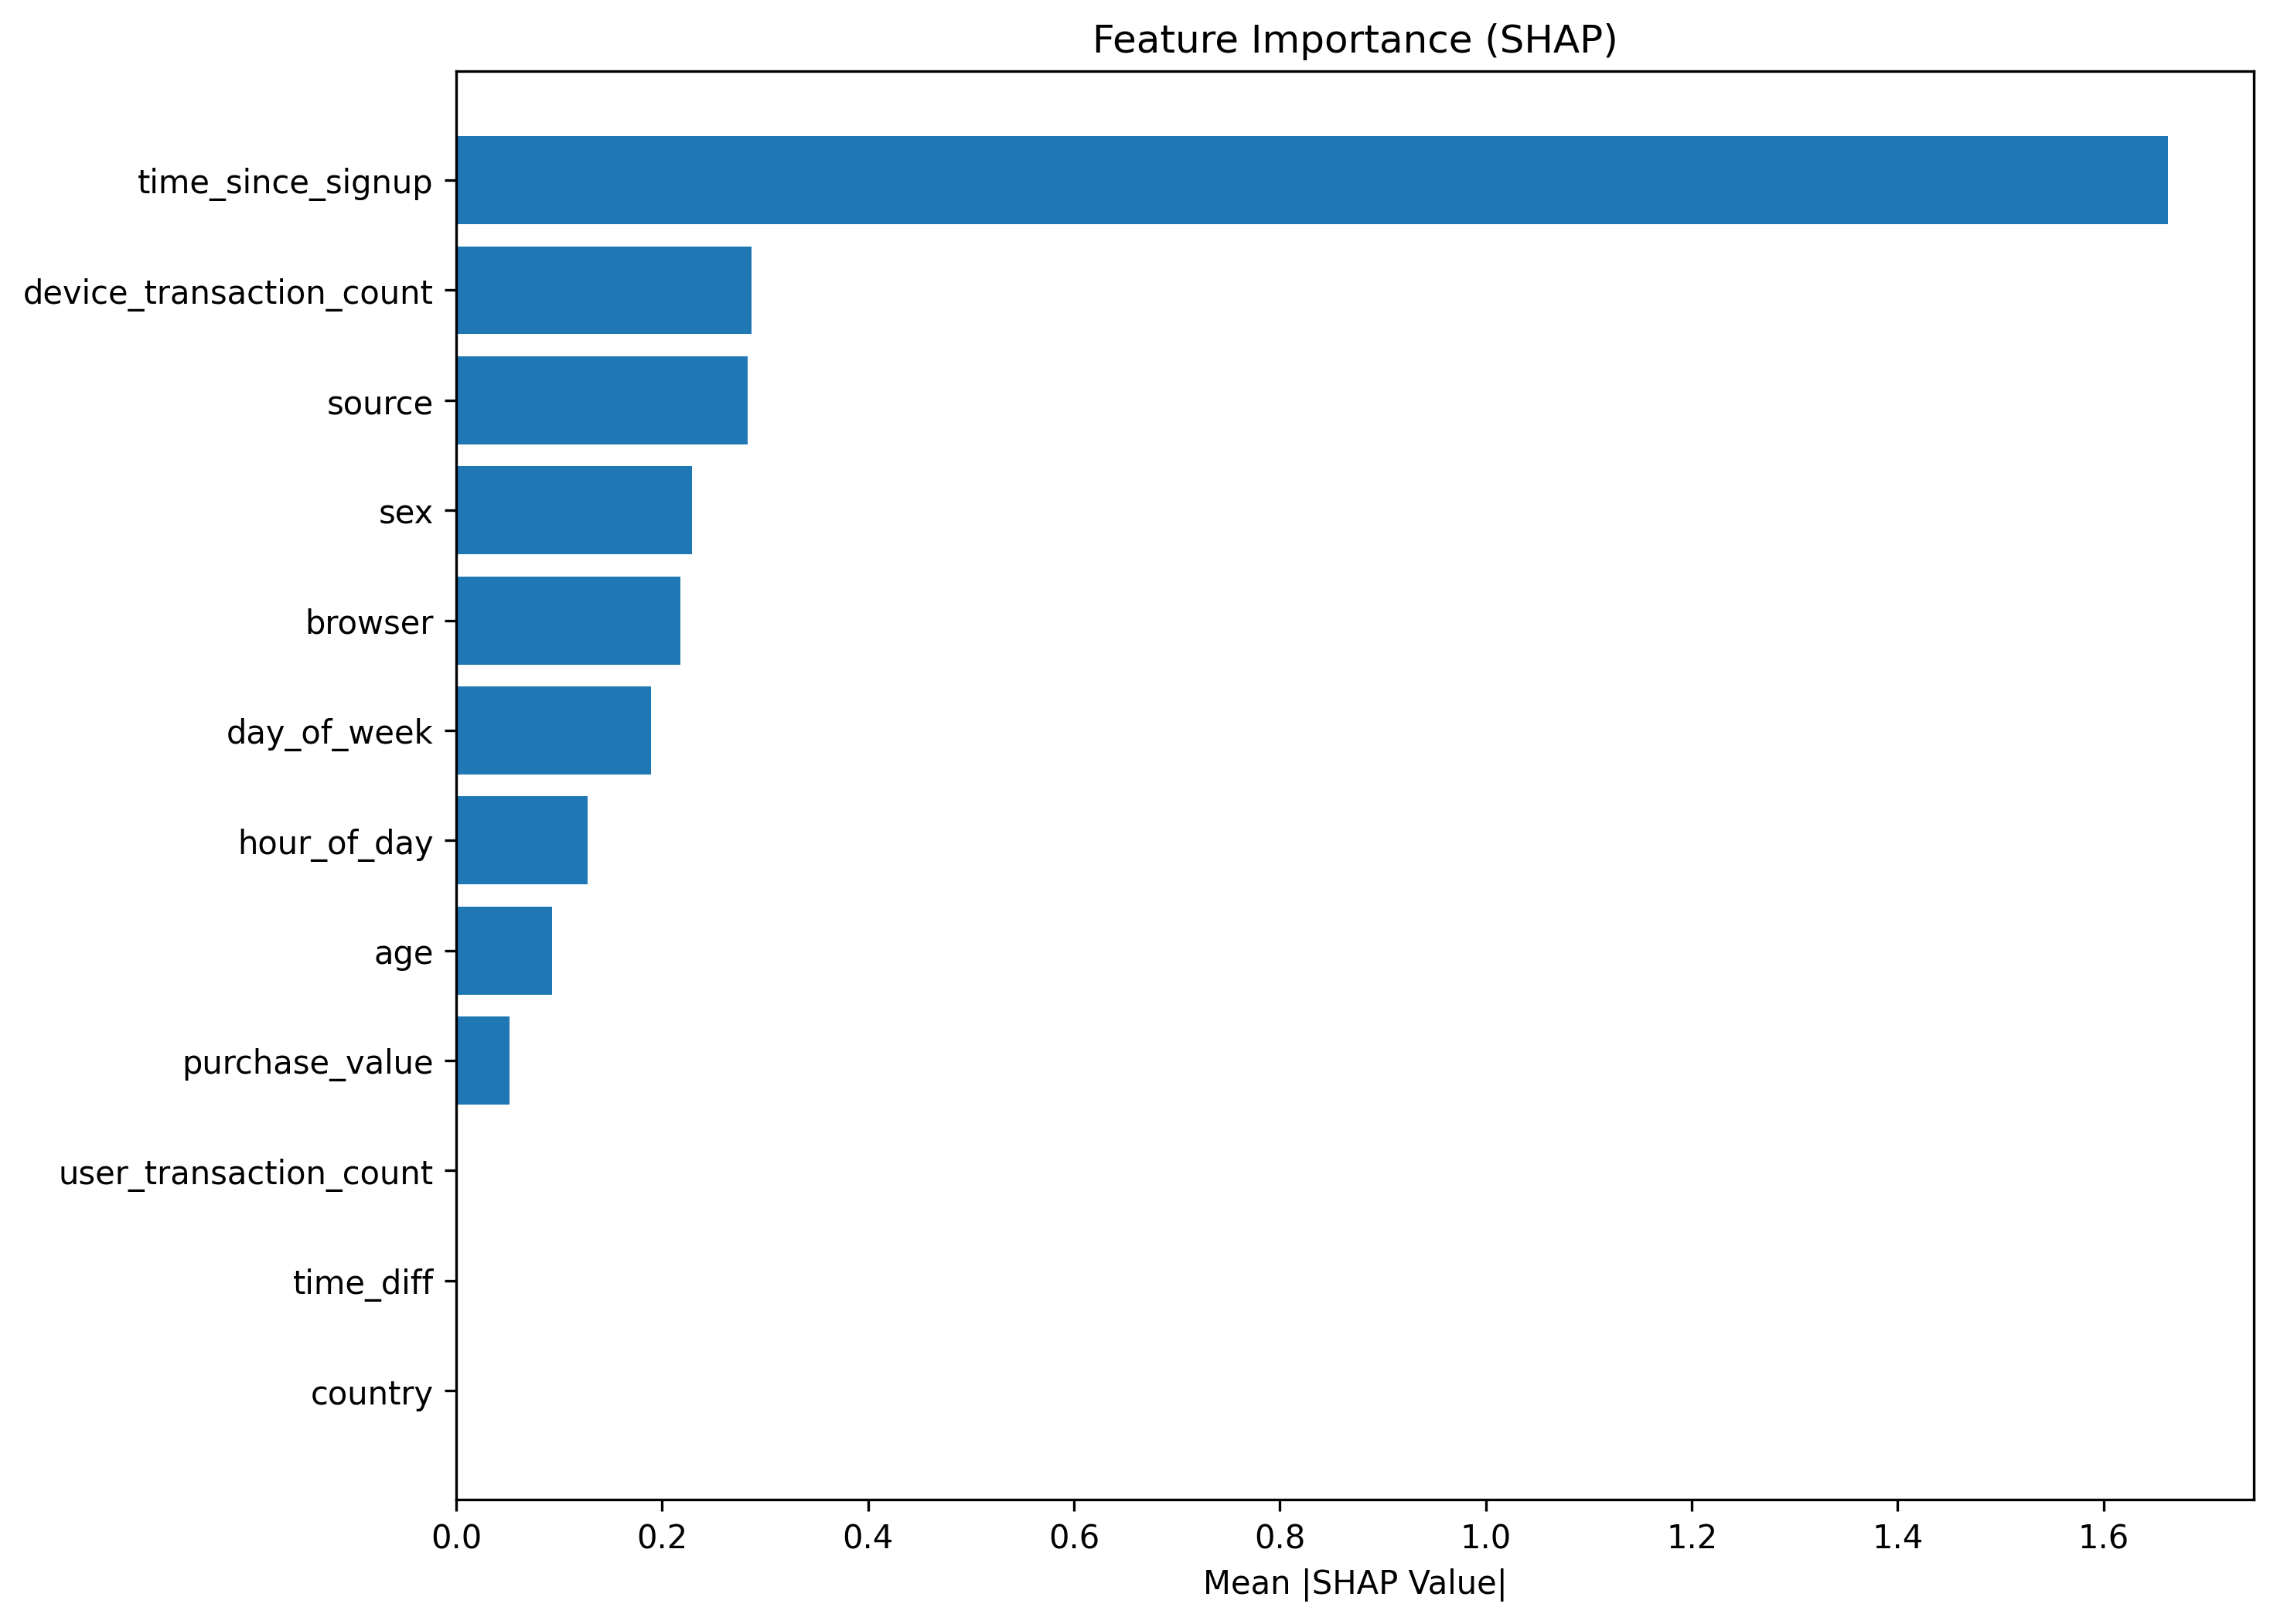 Feature Importance (SHAP)
time_since_signup
device_transaction_count
source
sex
browser
day_of_week
hour_of_day
age
purchase_value
user_transaction_count
time_diff
country
0.0 0.2 0.4 0.6 0.8 1.0 1.2 1.4 1.6
Mean |SHAP Value|